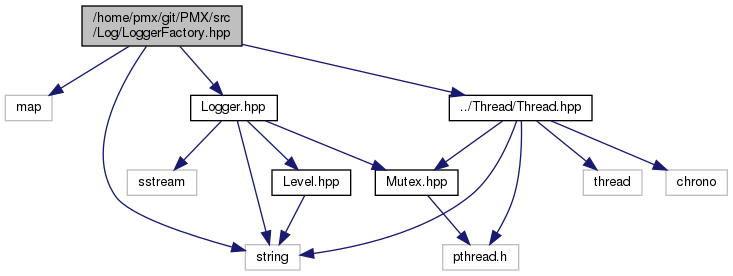 /home/pmx/git/PMX/src
/Log/LoggerFactory.hpp
map
Logger.hpp
../Thread/Thread.hpp
sstream
Level.hpp
Mutex.hpp
thread
chrono
string
pthread.h